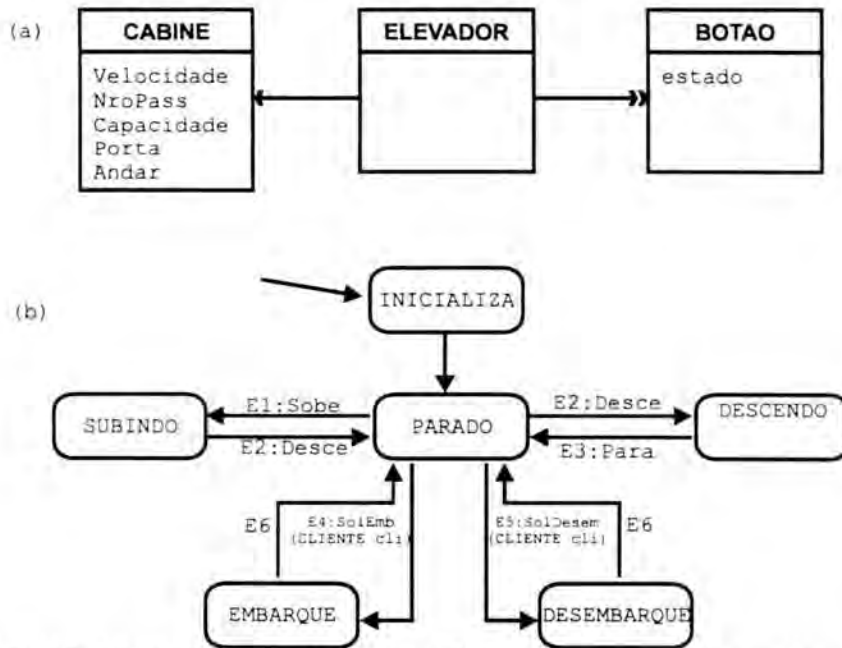 (a)
CABINE
Velocidade
NroPass
Capacidade
Porta
Andar
ELEVADOR
BOTAO
estado
(b)
INICIALIZA
E1:Sobe
E2:Desce
SUBINDO
PARADO
DESCENDO
E2:Desce
E3:Para
E6
E4:SolEmb
(CLIENTE cli)
E5:SolDesem
(CLIENTE cli)
E6
EMBARQUE
DESEMBARQUE